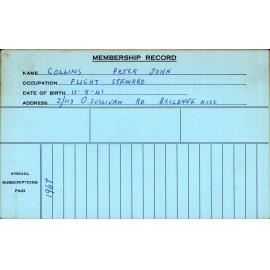 MEMBERSHIP RECORD
NAME COLLINS PETER JOHN
OCCUPATION FLIGHT STEWARD
DATE OF BIRTH 11-9-41
ADDRESS 2/113 O'SULLIVAN RD BELLEVUE HILL
ANNUAL
SUBSCRIPTIONS
PAID
1967